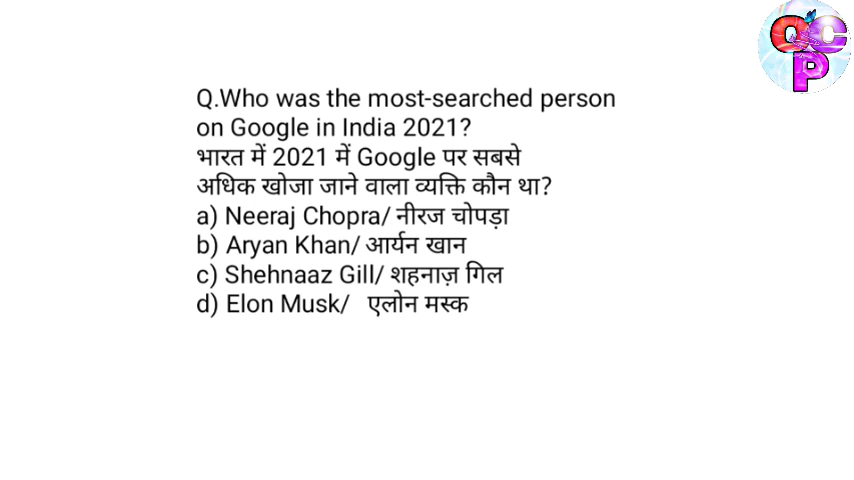 QCP
Q.Who was the most-searched person
on Google in India 2021?
भारत में 2021 में Google पर सबसे
अधिक खोजा जाने वाला व्यक्ति कौन था?
a) Neeraj Chopra/ नीरज चोपड़ा
b) Aryan Khan/ आर्यन खान
c) Shehnaaz Gill/ शहनाज़ गिल
d) Elon Musk/ एलोन मस्क